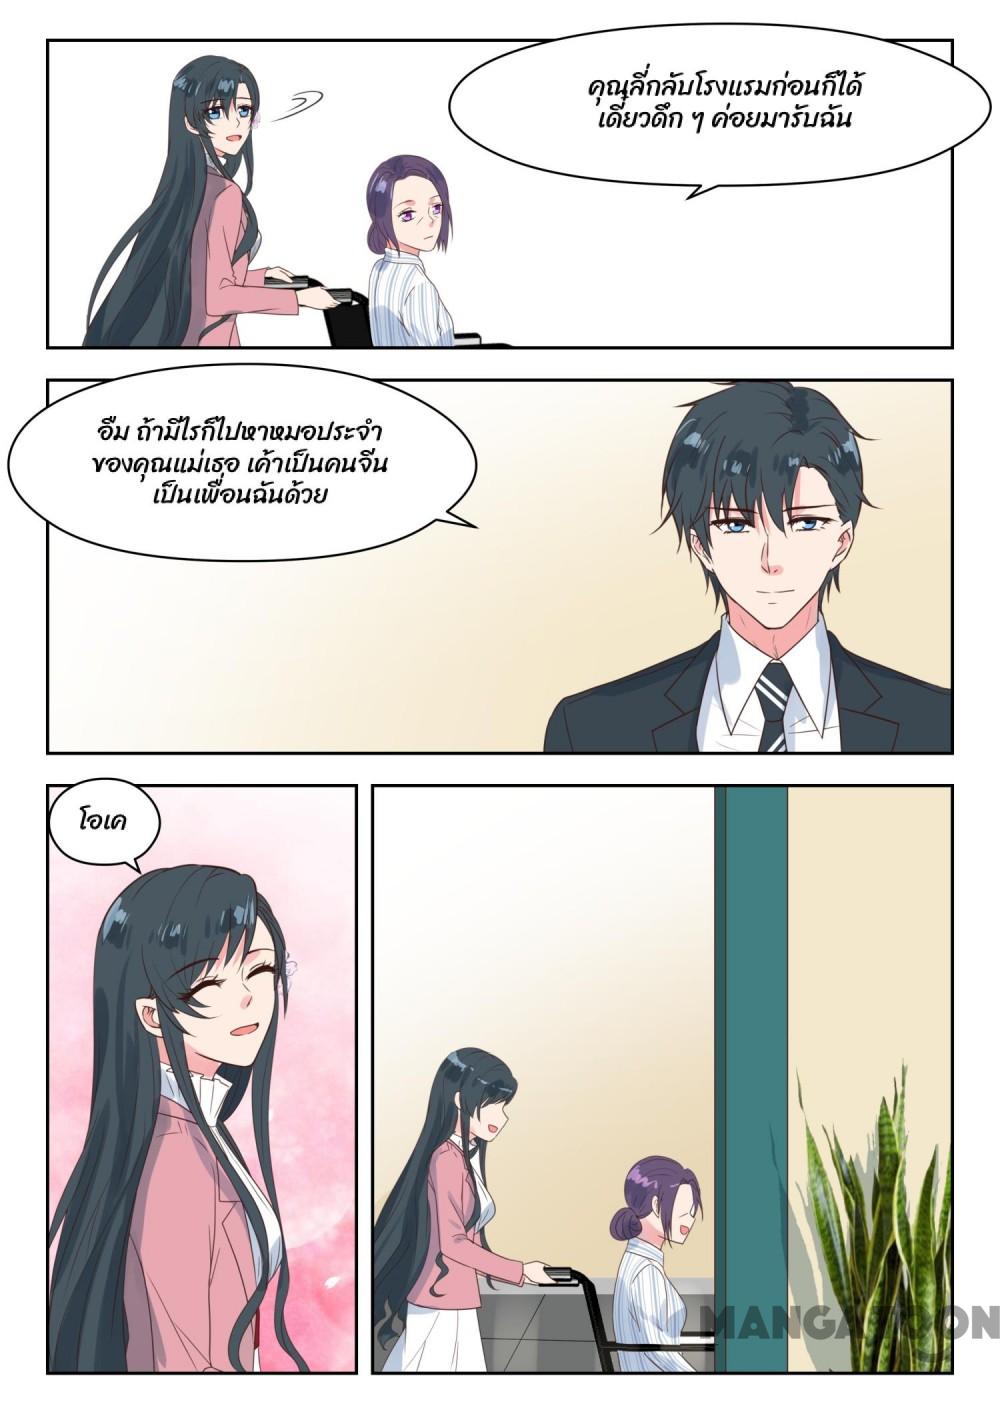 คุณลี่กลับโรงแรมก่อนก็ได้
เดี๋ยวดึก ๆ ค่อยมารับฉัน
อืม ถ้ามีไรก็ไปหาหมอประจำ
ของคุณแม่เธอ เค้าเป็นคนจีน
เป็นเพื่อนฉันด้วย
โอเค
MANGATOON